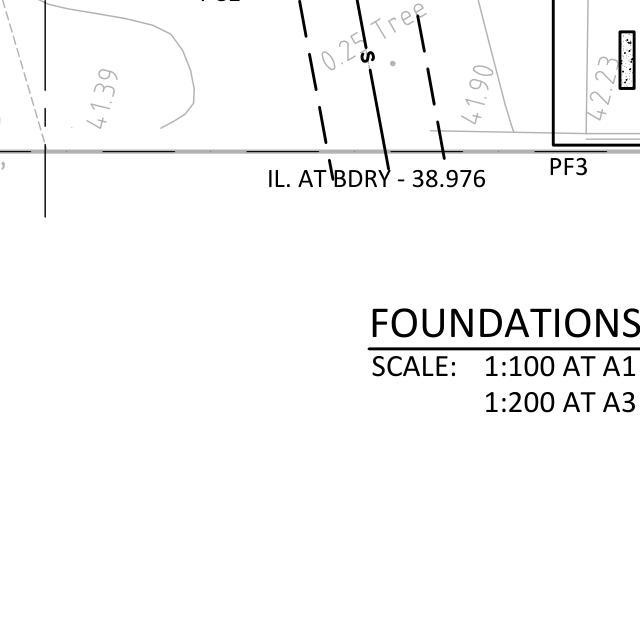 0.25 Tree
S
41.39
41.90
42.23
IL. AT BDRY - 38.976
PF3
FOUNDATIONS
SCALE: 1:100 AT A1
1:200 AT A3